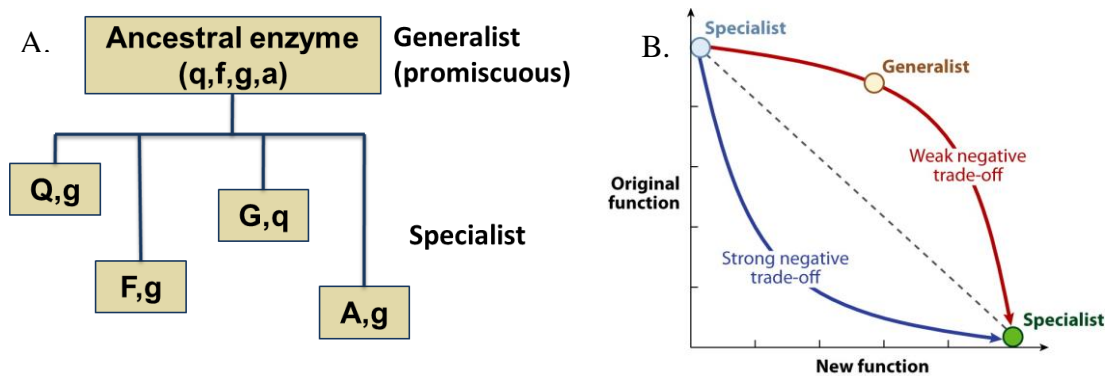 A.
Ancestral enzyme
(q,f,g,a)
Generalist
(promiscuous)
Q,g
F,g
G,q
A,g
Specialist
B.
Specialist
Generalist
Weak negative
trade-off
Original
function
Strong negative
trade-off
Specialist
New function